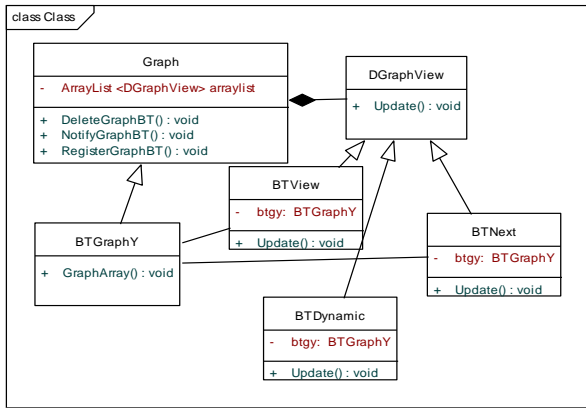 class Class
Graph
- ArrayList <DGraphView> arraylist
+ DeleteGraphBT() : void
+ NotifyGraphBT() : void
+ RegisterGraphBT() : void
DGraphView
+ Update() : void
BTView
- btgy: BTGraphY
+ Update() : void
BTGraphY
+ GraphArray() : void
BTNext
- btgy: BTGraphY
+ Update() : void
BTDynamic
- btgy: BTGraphY
+ Update() : void